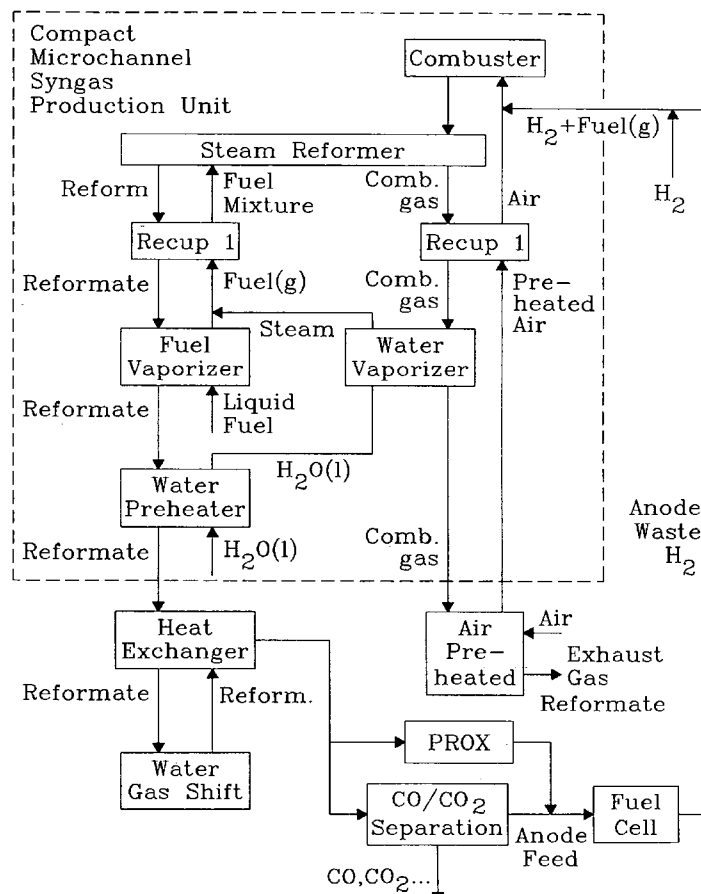 Compact
Microchannel
Syngas
Production Unit
Combuster
H2+Fuel(g)
H2
Steam Reformer
Reform
Fuel
Mixture
Comb.
gas
Air
Recup 1
Recup 1
Reformate
Fuel(g)
Comb.
gas
Pre-
heated
Air
Steam
Fuel
Vaporizer
Water
Vaporizer
Reformate
Liquid
Fuel
H2O(l)
Water
Preheater
Reformate
H2O(l)
Comb.
gas
Anode
Waste
H2
Heat
Exchanger
Air
Pre-
heated
Air
Exhaust
Gas
Reformate
Reformate
Reform.
Water
Gas Shift
PROX
CO/CO2
Separation
Anode
Feed
Fuel
Cell
CO,CO2...